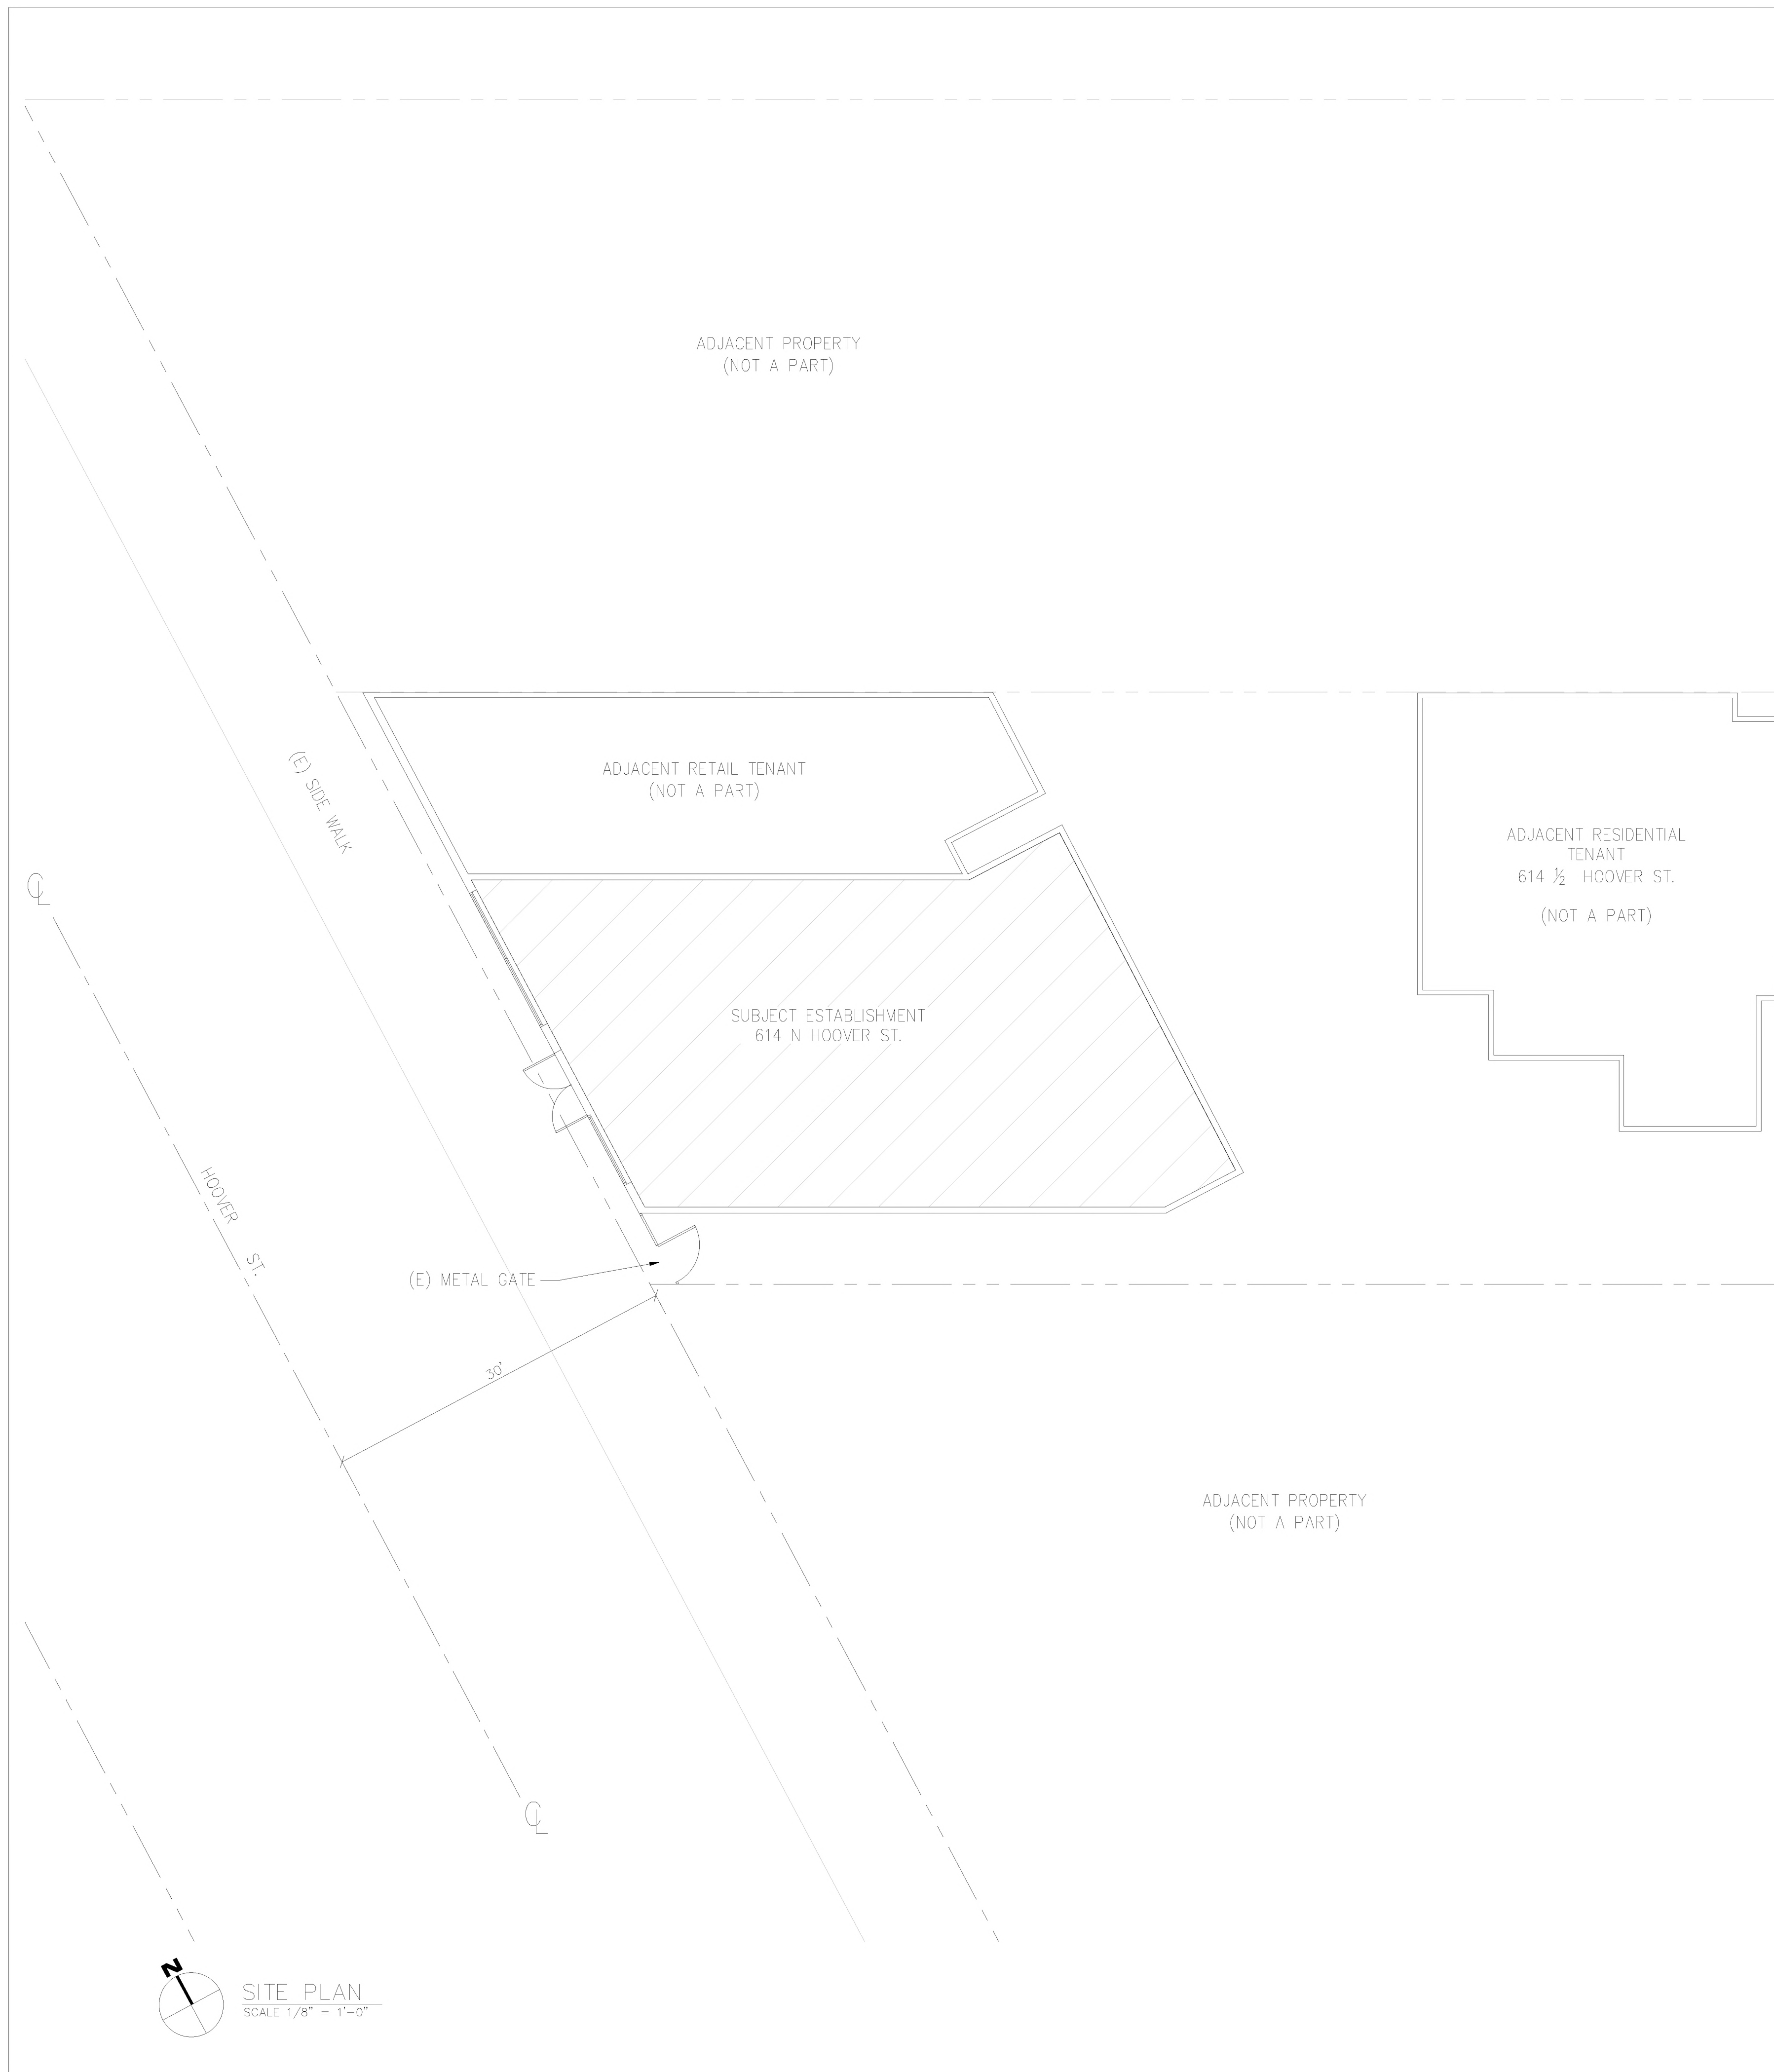 ADJACENT PROPERTY
(NOT A PART)
(E) SIDE WALK
ADJACENT RETAIL TENANT
(NOT A PART)
ADJACENT RESIDENTIAL
TENANT
614 ½ HOOVER ST.
(NOT A PART)
CL
SUBJECT ESTABLISHMENT
614 N HOOVER ST.
HOOVER ST.
(E) METAL GATE
30'
ADJACENT PROPERTY
(NOT A PART)
CL
N
SITE PLAN
SCALE 1/8" = 1'-0"